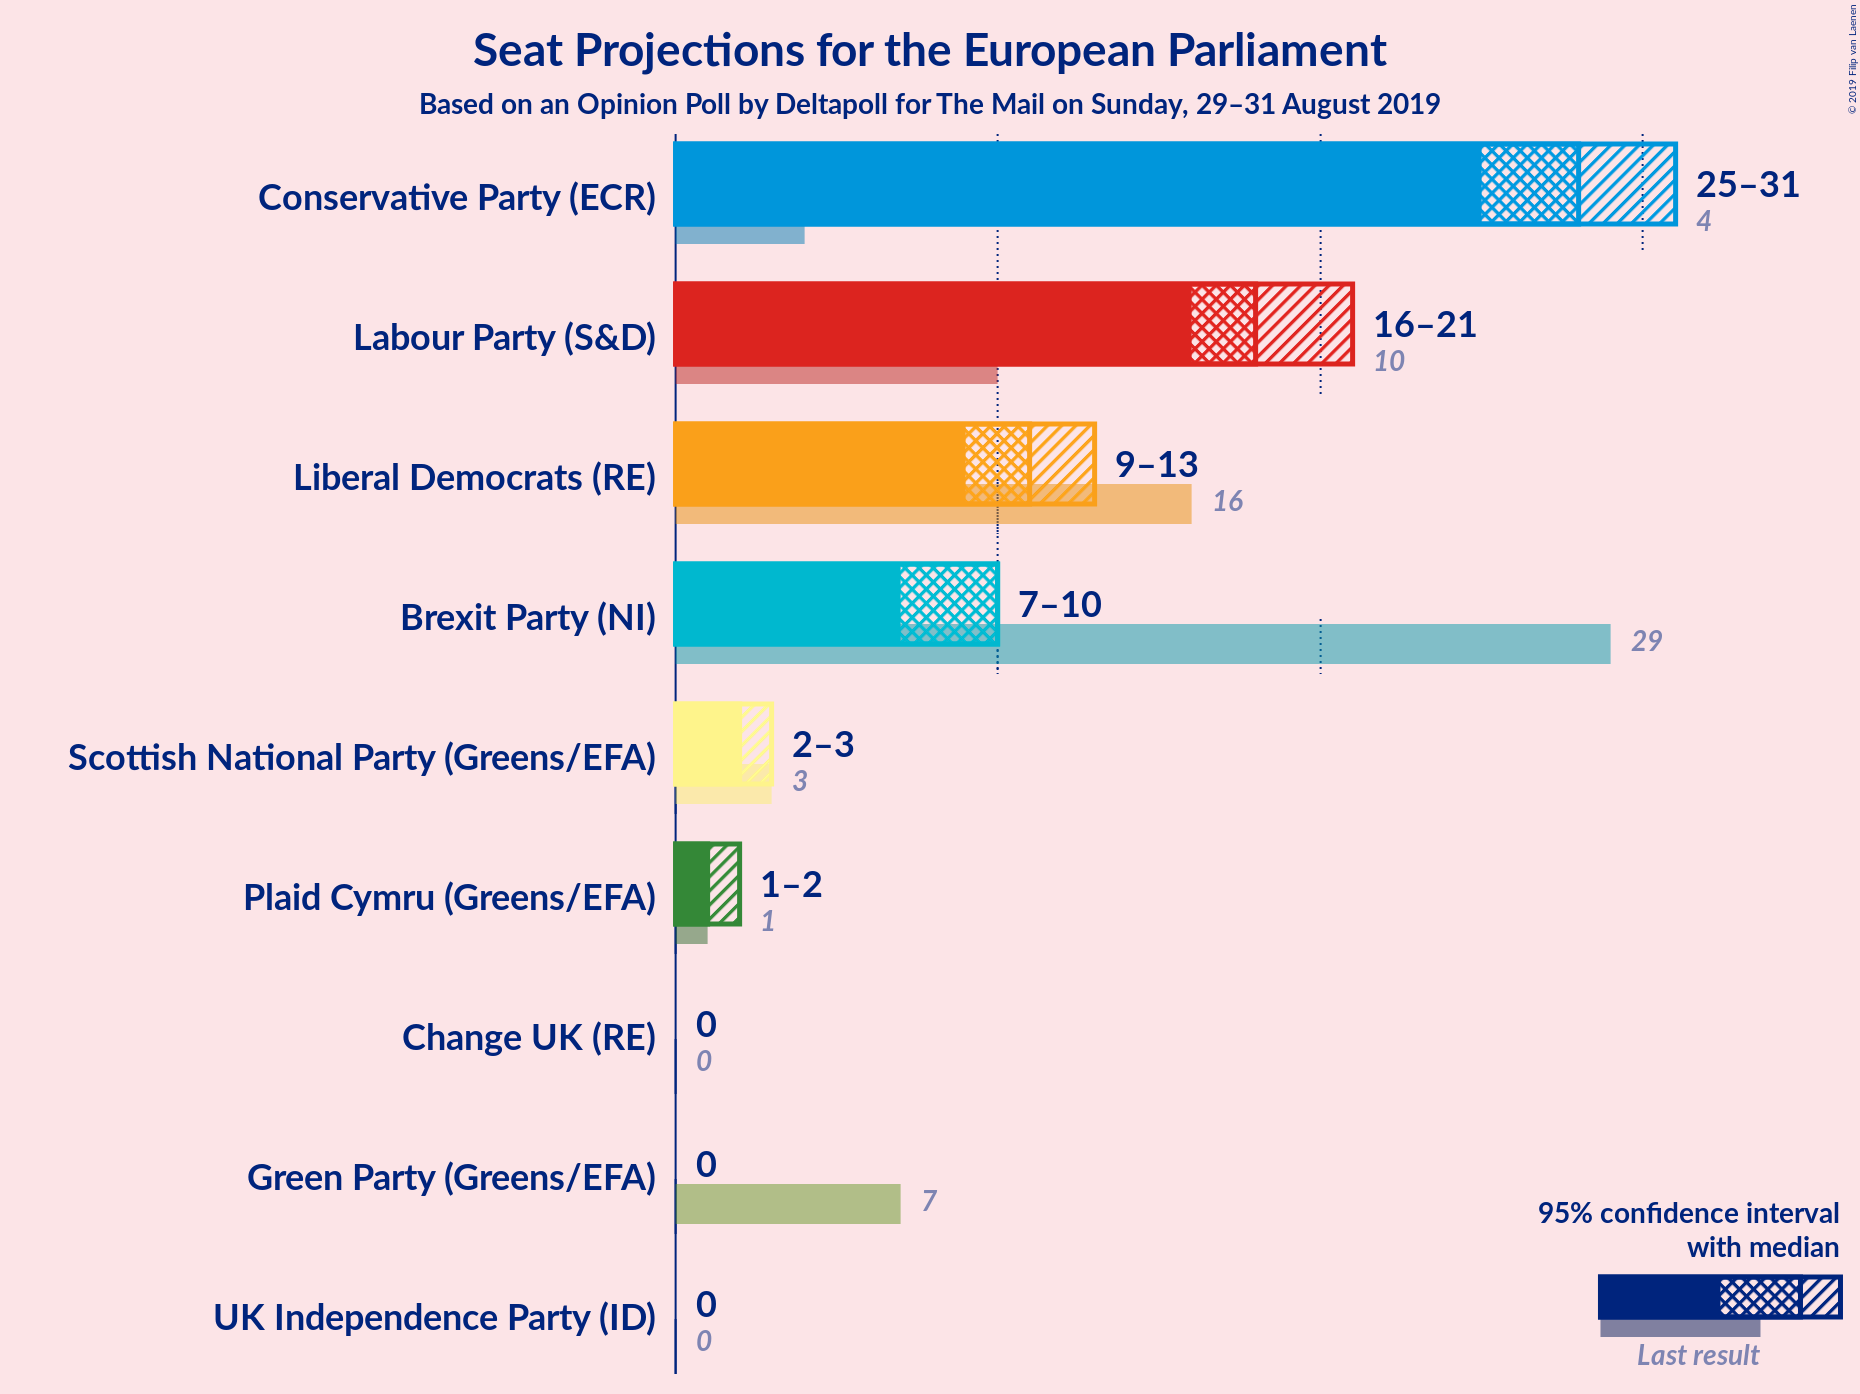 Seat Projections for the European Parliament
Based on an Opinion Poll by Deltapoll for The Mail on Sunday, 29–31 August 2019
© 2019 Filip van Laenen
Conservative Party (ECR)
25–31
4
Labour Party (S&D)
16–21
10
Liberal Democrats (RE)
9–13
16
Brexit Party (NI)
7–10
29
Scottish National Party (Greens/EFA)
2–3
3
Plaid Cymru (Greens/EFA)
1–2
1
Change UK (RE)
0
0
Green Party (Greens/EFA)
0
7
UK Independence Party (ID)
0
0
95% confidence interval
with median
Last result